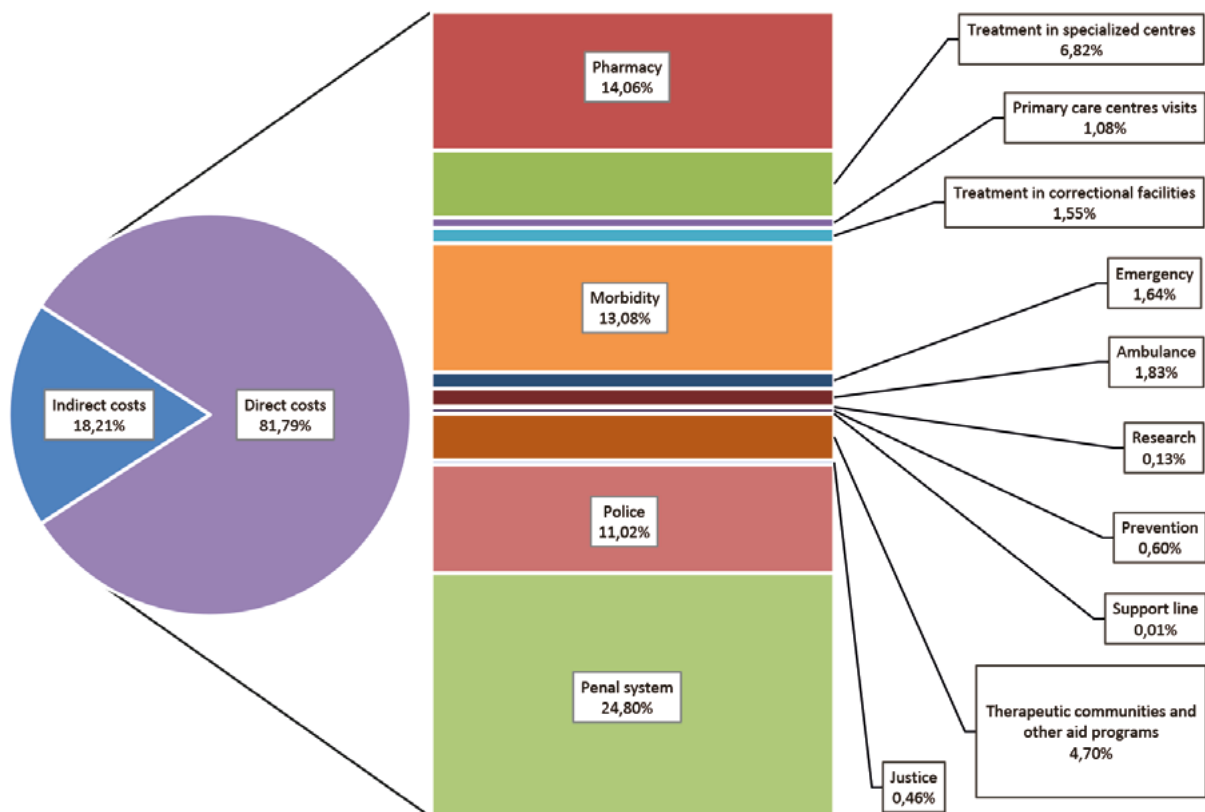 Indirect costs
18,21%
Direct costs
81,79%
Pharmacy
14,06%
Morbidity
13,08%
Police
11,02%
Penal system
24,80%
Treatment in specialized centres
6,82%
Primary care centres visits
1,08%
Treatment in correctional facilities
1,55%
Emergency
1,64%
Ambulance
1,83%
Research
0,13%
Prevention
0,60%
Support line
0,01%
Therapeutic communities and
other aid programs
4,70%
Justice
0,46%